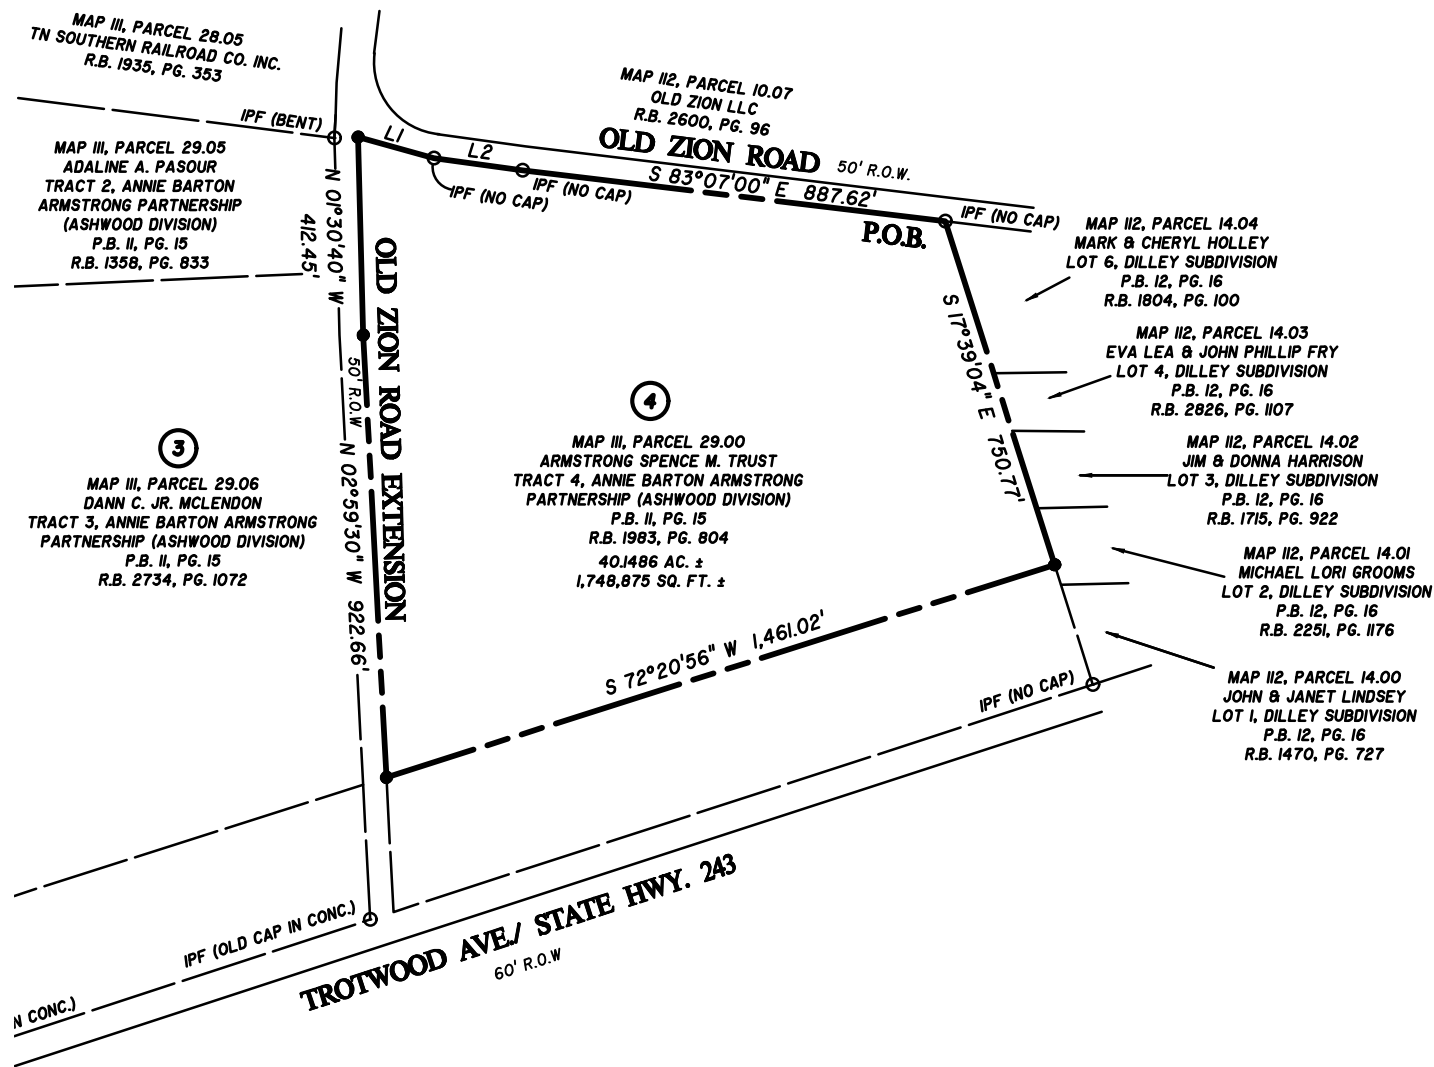 MAP III, PARCEL 28.05
TN SOUTHERN RAILROAD CO. INC.
R.B. 1935, PG. 353
MAP 112, PARCEL 10.07
OLD ZION LLC
R.B. 2600, PG. 96
OLD ZION ROAD
50' R.O.W.
IPF (BENT)
L1
L2
IPF (NO CAP)
IPF (NO CAP)
S 83°07'00" E 887.62'
IPF (NO CAP)
P.O.B.
MAP III, PARCEL 29.05
ADALINE A. PASOUR
TRACT 2, ANNIE BARTON
ARMSTRONG PARTNERSHIP
(ASHWOOD DIVISION)
P.B. 11, PG. 15
R.B. 1358, PG. 833
N 01°30'40" W
412.45'
OLD ZION ROAD EXTENSION
50' R.O.W
N 02°59'30" W 922.66'
S 17°39'04" E 750.77'
MAP 112, PARCEL 14.04
MARK & CHERYL HOLLEY
LOT 6, DILLEY SUBDIVISION
P.B. 12, PG. 16
R.B. 1804, PG. 100
MAP 112, PARCEL 14.03
EVA LEA & JOHN PHILLIP FRY
LOT 4, DILLEY SUBDIVISION
P.B. 12, PG. 16
R.B. 2826, PG. 1107
MAP 112, PARCEL 14.02
JIM & DONNA HARRISON
LOT 3, DILLEY SUBDIVISION
P.B. 12, PG. 16
R.B. 1715, PG. 922
MAP 112, PARCEL 14.01
MICHAEL LORI GROOMS
LOT 2, DILLEY SUBDIVISION
P.B. 12, PG. 16
R.B. 2251, PG. 1176
MAP 112, PARCEL 14.00
JOHN & JANET LINDSEY
LOT 1, DILLEY SUBDIVISION
P.B. 12, PG. 16
R.B. 1470, PG. 727
3
MAP III, PARCEL 29.06
DANN C. JR. MCLENDON
TRACT 3, ANNIE BARTON ARMSTRONG
PARTNERSHIP (ASHWOOD DIVISION)
P.B. 11, PG. 15
R.B. 2734, PG. 1072
4
MAP III, PARCEL 29.00
ARMSTRONG SPENCE M. TRUST
TRACT 4, ANNIE BARTON ARMSTRONG
PARTNERSHIP (ASHWOOD DIVISION)
P.B. 11, PG. 15
R.B. 1983, PG. 804
40.1486 AC. ±
1,748,875 SQ. FT. ±
S 72°20'56" W 1,461.02'
IPF (NO CAP)
IPF (OLD CAP IN CONC.)
TROTWOOD AVE./ STATE HWY. 243
60' R.O.W
N CONC.)